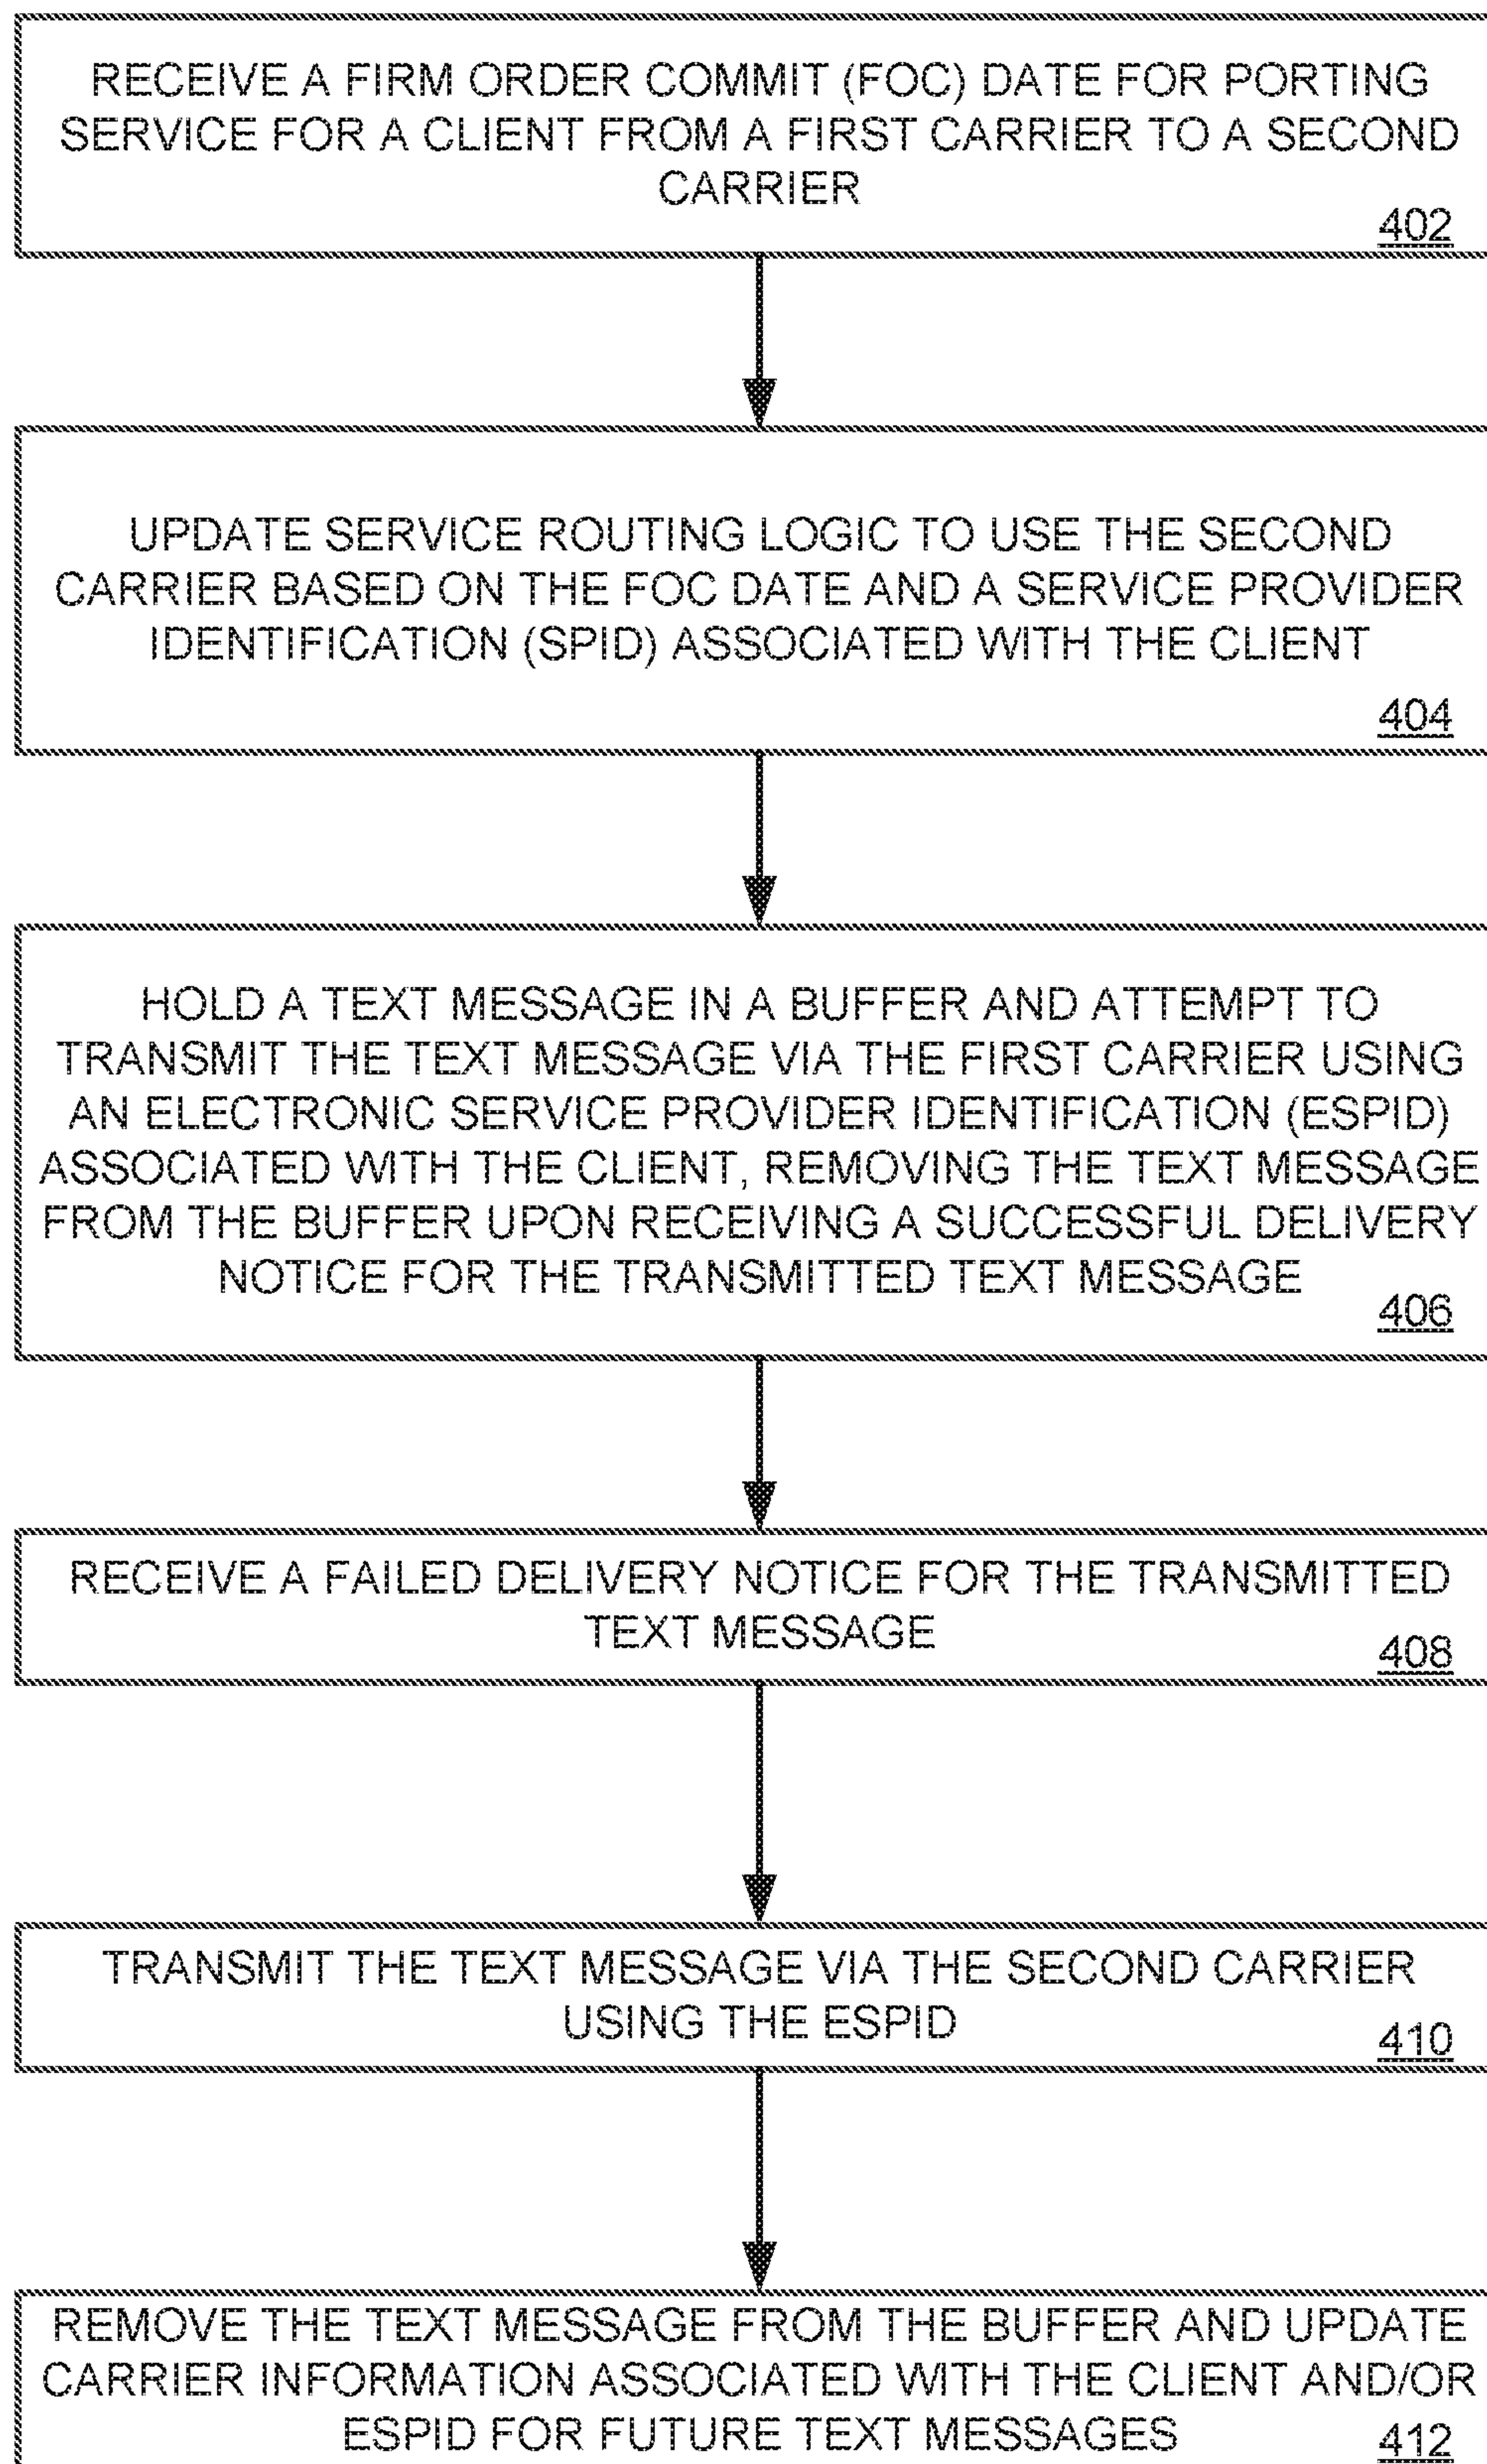 RECEIVE A FIRM ORDER COMMIT (FOC) DATE FOR PORTING
SERVICE FOR A CLIENT FROM A FIRST CARRIER TO A SECOND
CARRIER
402
UPDATE SERVICE ROUTING LOGIC TO USE THE SECOND
CARRIER BASED ON THE FOC DATE AND A SERVICE PROVIDER
IDENTIFICATION (SPID) ASSOCIATED WITH THE CLIENT
404
HOLD A TEXT MESSAGE IN A BUFFER AND ATTEMPT TO
TRANSMIT THE TEXT MESSAGE VIA THE FIRST CARRIER USING
AN ELECTRONIC SERVICE PROVIDER IDENTIFICATION (ESPID)
ASSOCIATED WITH THE CLIENT, REMOVING THE TEXT MESSAGE
FROM THE BUFFER UPON RECEIVING A SUCCESSFUL DELIVERY
NOTICE FOR THE TRANSMITTED TEXT MESSAGE
406
RECEIVE A FAILED DELIVERY NOTICE FOR THE TRANSMITTED
TEXT MESSAGE
408
TRANSMIT THE TEXT MESSAGE VIA THE SECOND CARRIER
USING THE ESPID
410
REMOVE THE TEXT MESSAGE FROM THE BUFFER AND UPDATE
CARRIER INFORMATION ASSOCIATED WITH THE CLIENT AND/OR
ESPID FOR FUTURE TEXT MESSAGES
412